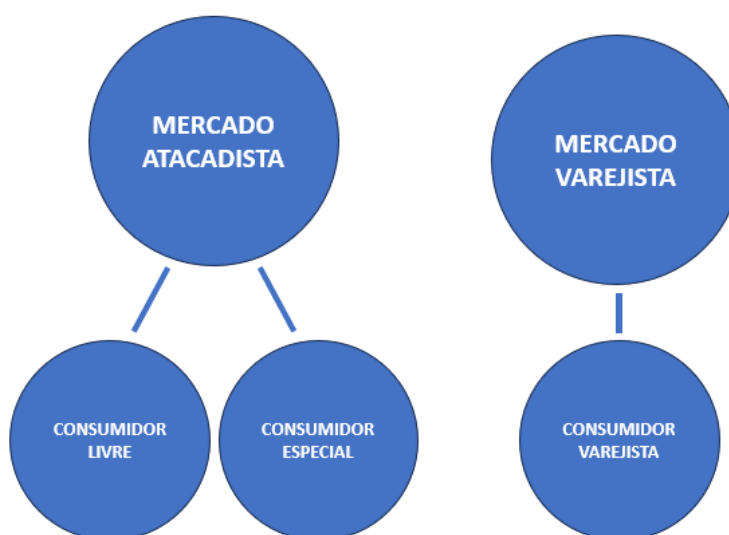 MERCADO
ATACADISTA
MERCADO
VAREJISTA
CONSUMIDOR
LIVRE
CONSUMIDOR
ESPECIAL
CONSUMIDOR
VAREJISTA